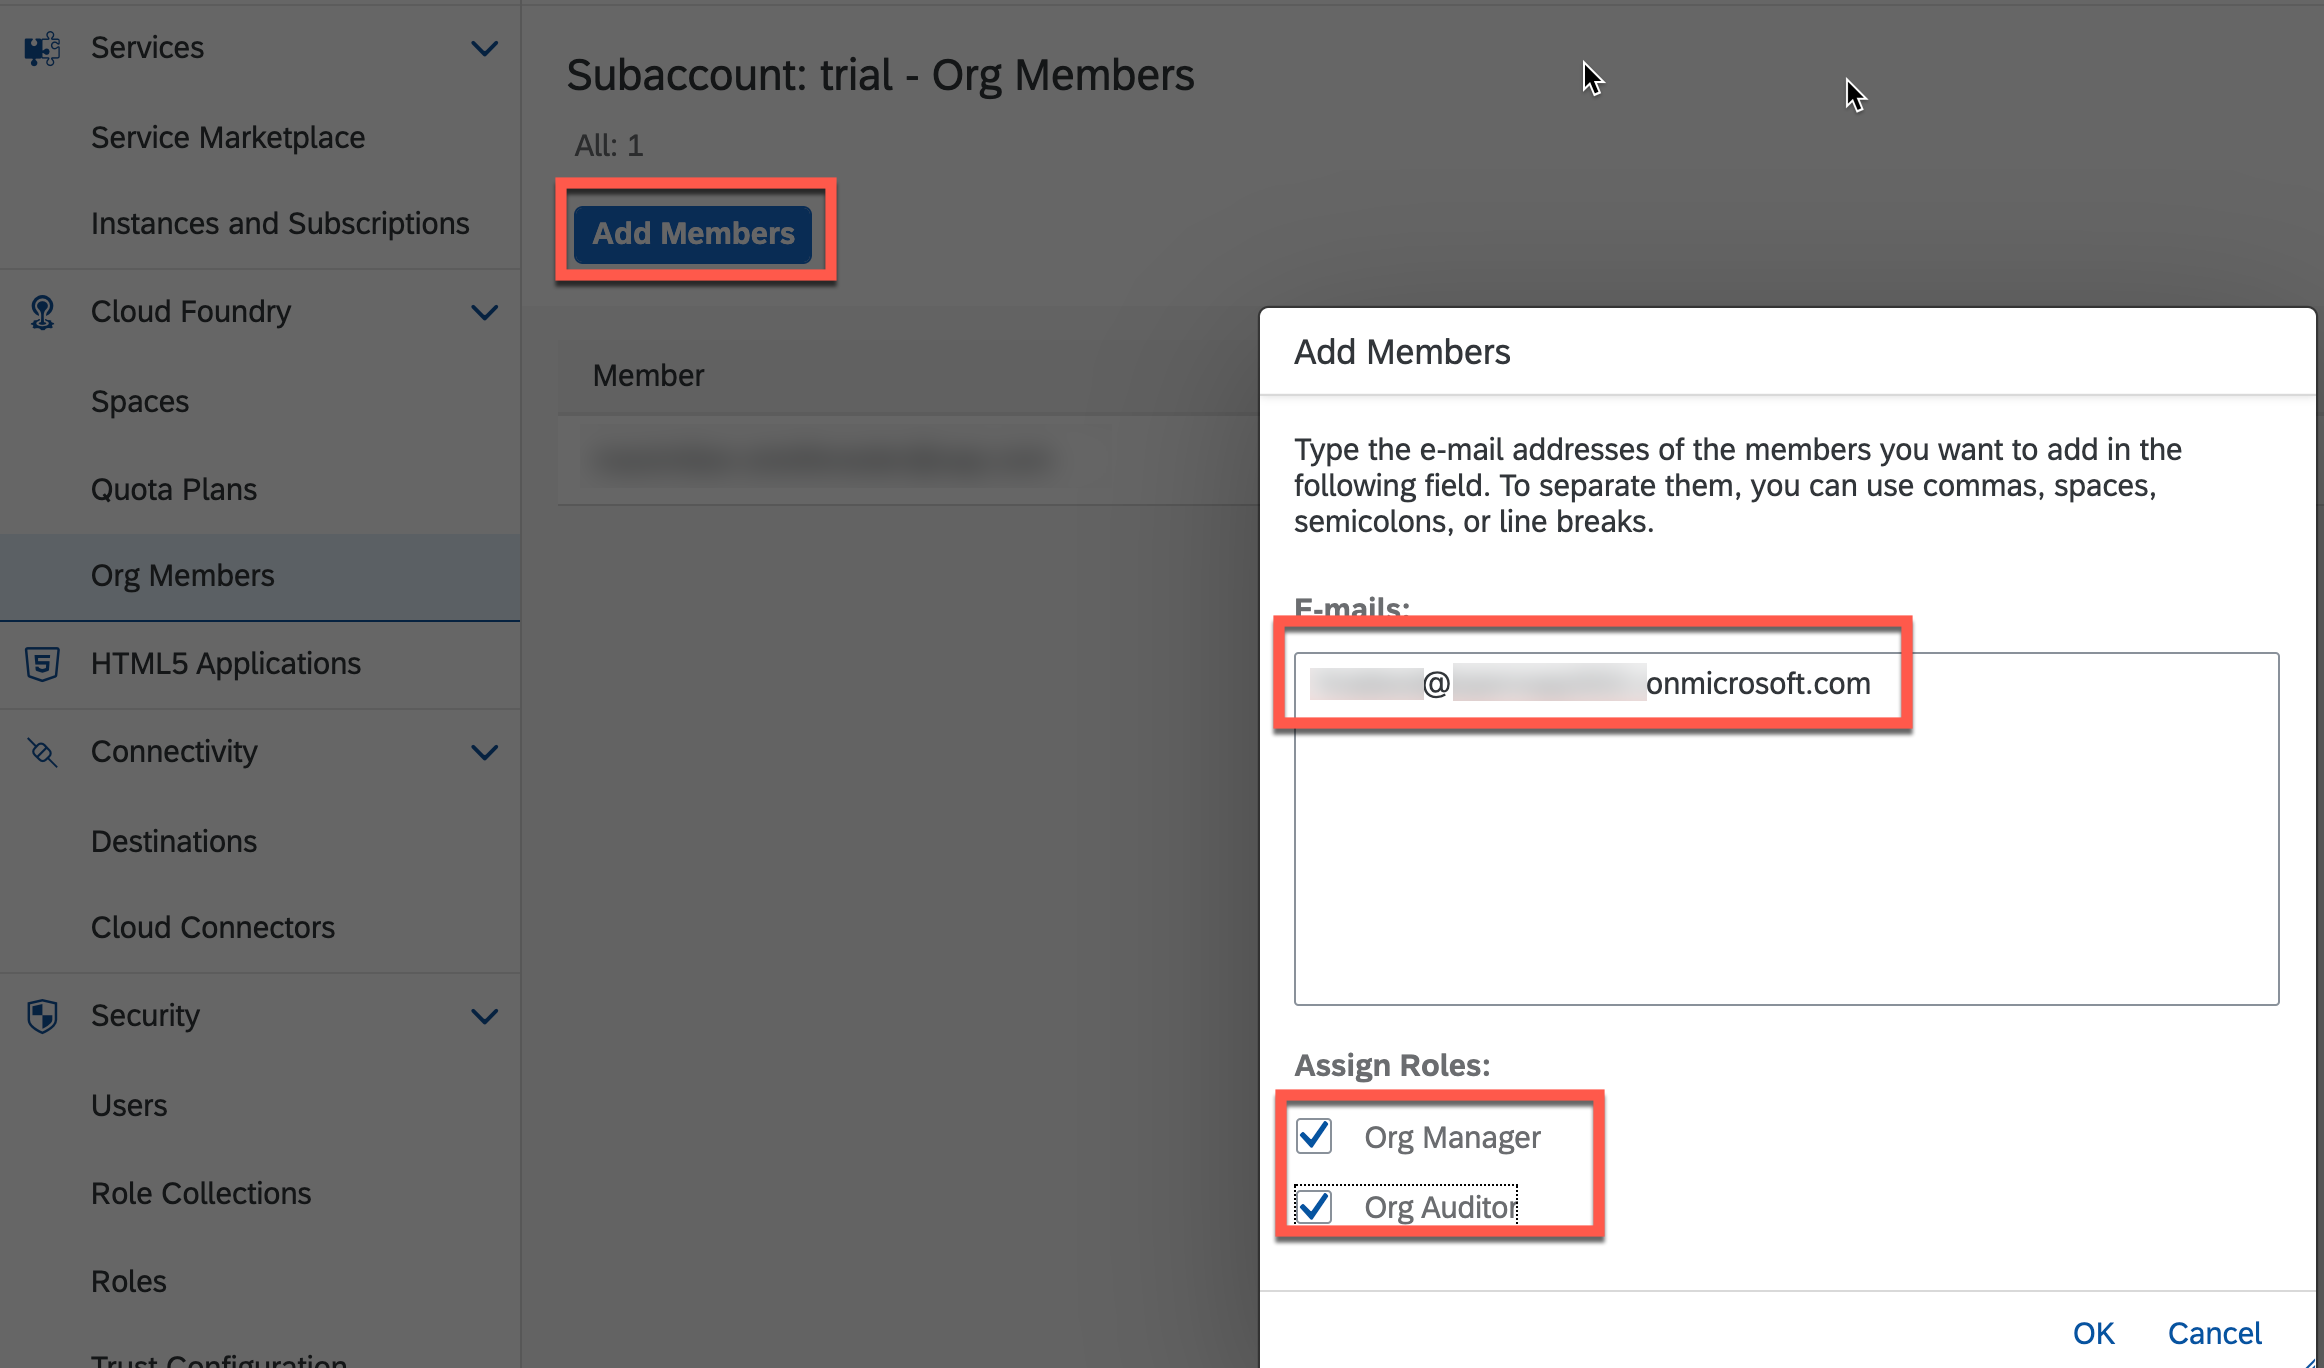 Services
Service Marketplace
Instances and Subscriptions
Cloud Foundry
Spaces
Quota Plans
Org Members
HTML5 Applications
Connectivity
Destinations
Cloud Connectors
Security
Users
Role Collections
Roles
Trust Configuration
Subaccount: trial - Org Members
All: 1
Add Members
Member
Add Members
Type the e-mail addresses of the members you want to add in the
following field. To separate them, you can use commas, spaces,
semicolons, or line breaks.
E-mails:
@ onmicrosoft.com
Assign Roles:
Org Manager
Org Auditor
OK Cancel